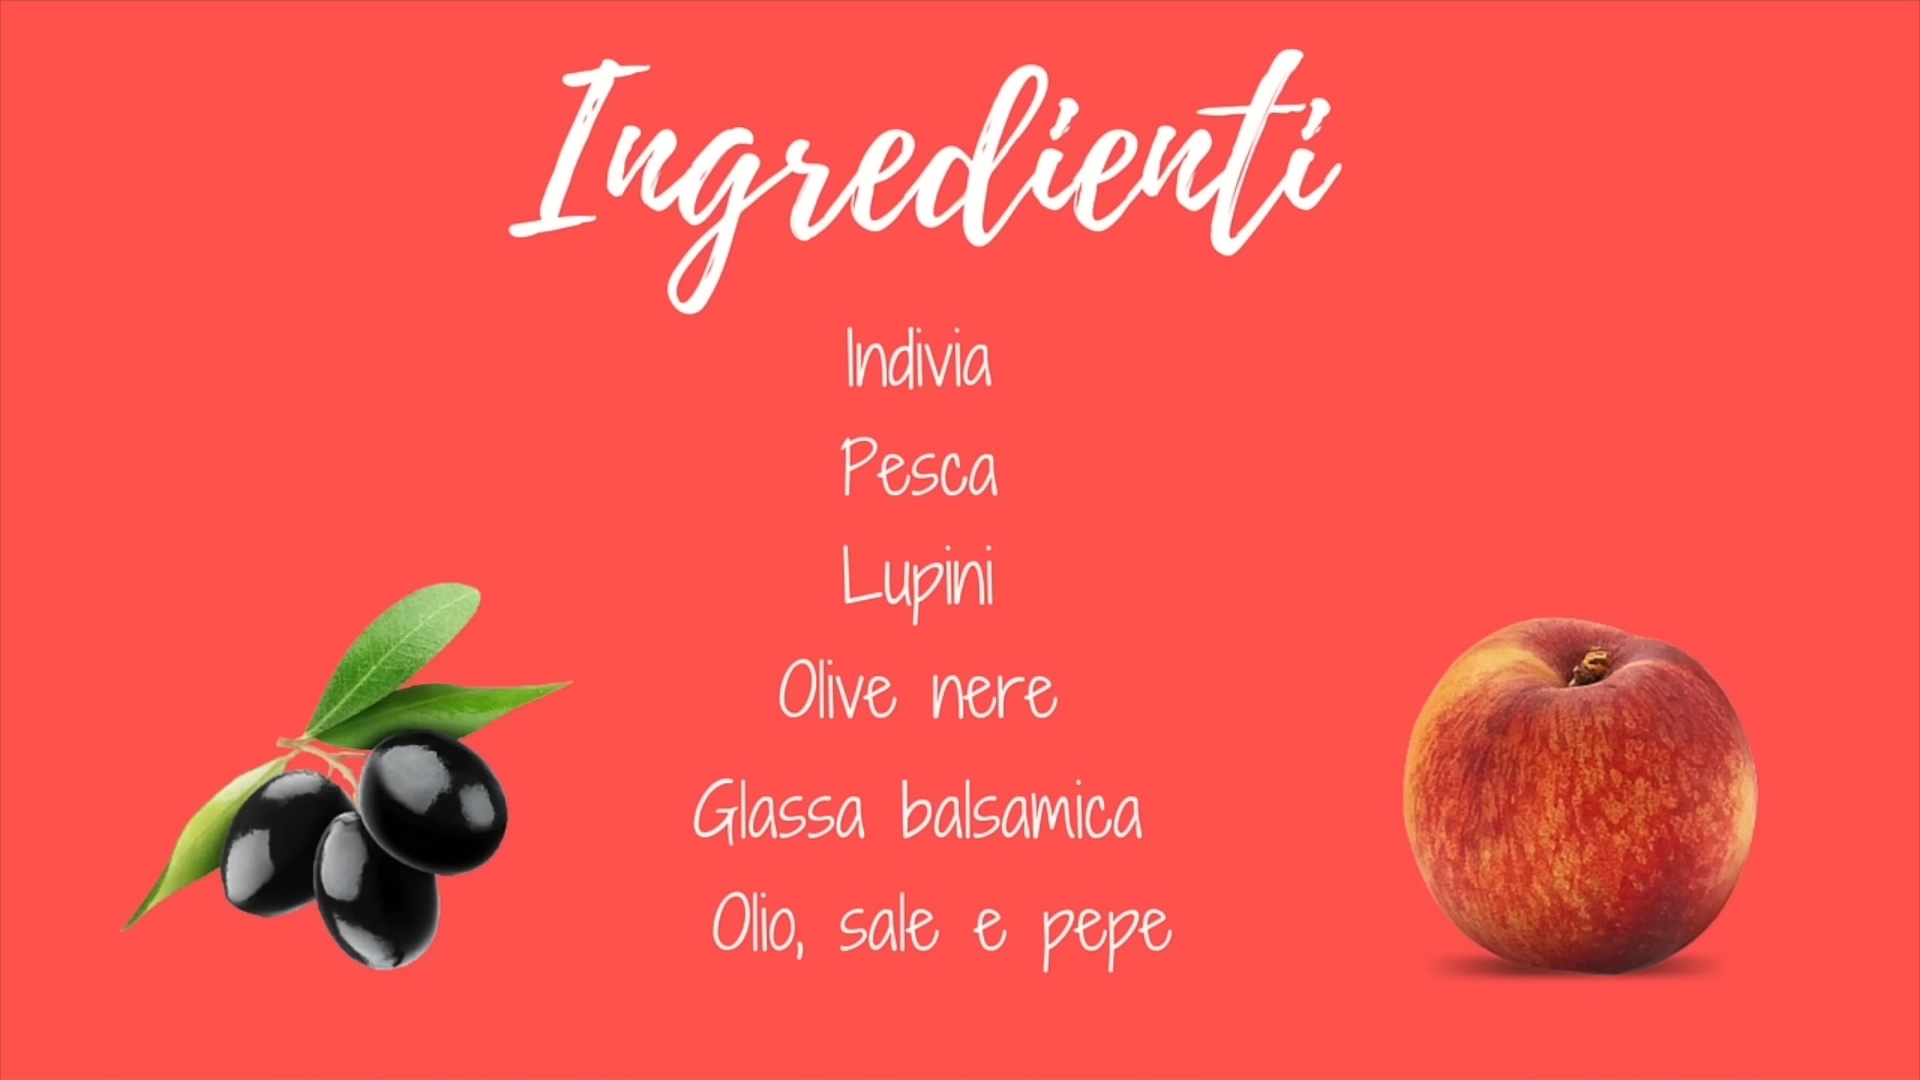 Ingredienti
Indivia
Pesca
Lupini
Olive nere
Glassa balsamica
Olio, sale e pepe